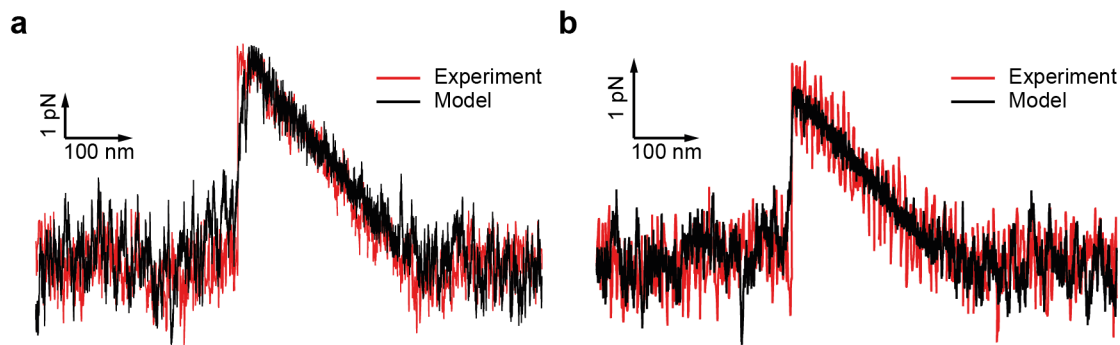 a
Experiment
Model
1 pN
100 nm
b
Experiment
Model
1 pN
100 nm